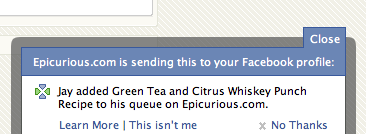 Close
Epicurious.com is sending this to your Facebook profile:
Jay added Green Tea and Citrus Whiskey Punch
Recipe to his queue on Epicurious.com.
Learn More | This isn't me x No Thanks